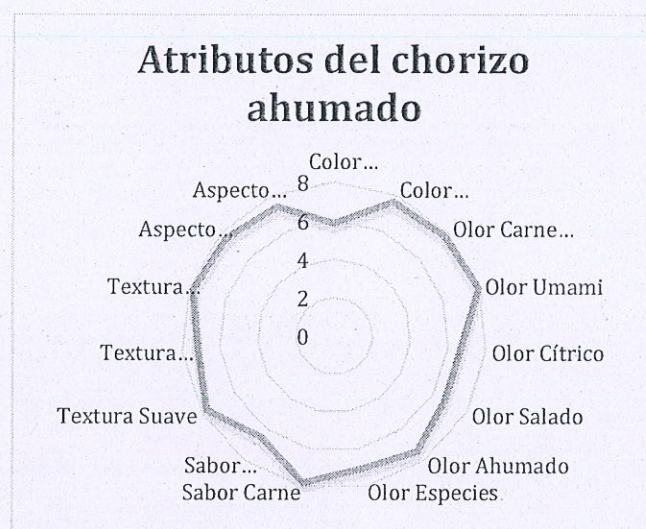 Atributos del chorizo
ahumado
Color...
Color...
Olor Carne...
Olor Umami
Olor Cítrico
Olor Salado
Olor Ahumado
Olor Especies
Sabor Carne
Sabor...
Textura Suave
Textura...
Textura...
Aspecto...
Aspecto...
8
6
4
2
0